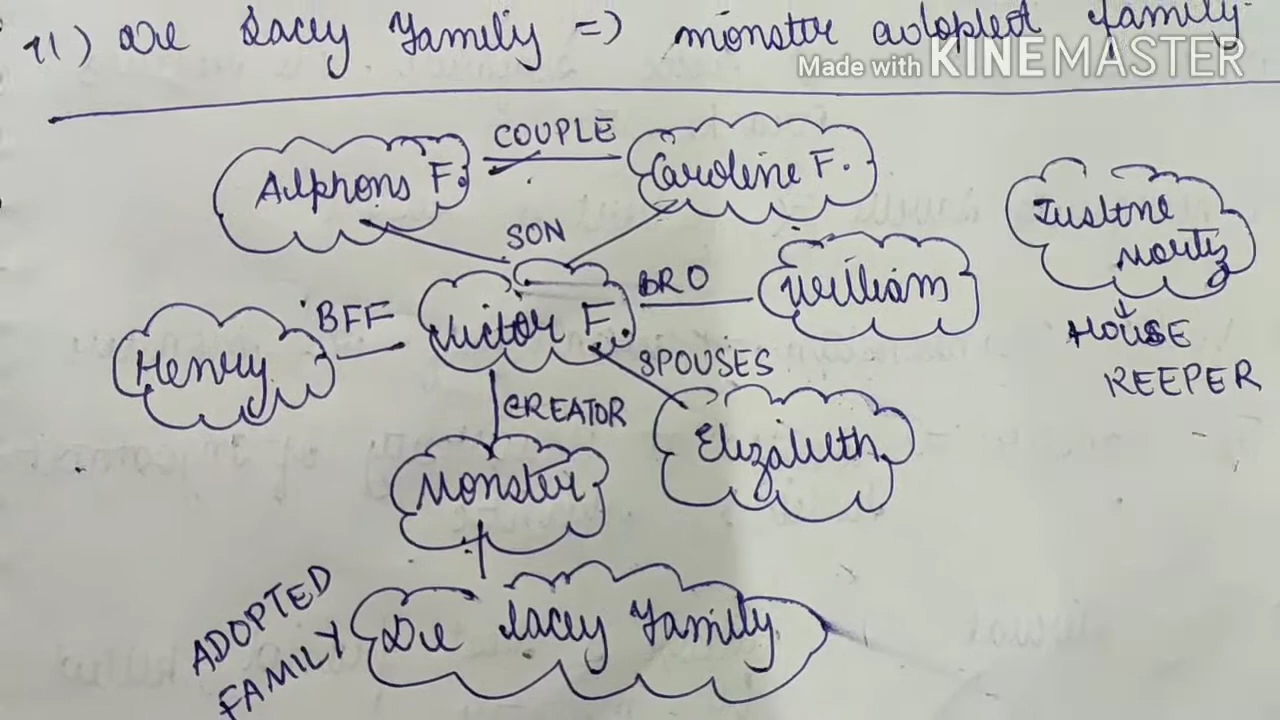 11) De Lacey Family => monster adopted family.
Made with KINEMASTER
COUPLE
Alphons F.
Caroline F.
Justine
Mortiz
SON
BRO
William
BFF
Victor F.
HOUSE
KEEPER
Henry
SPOUSES
CREATOR
Elizabeth
Monster
ADOPTED
FAMILY
De Lacey Family